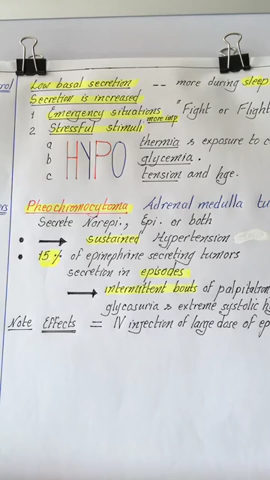 Low basal secretion -- more during sleep
Secretion is increased
1 Emergency situations "Fight or Flight
2 Stressful stimuli more imp
a HYPO thermia & exposure to c
b glycemia.
c tension and hge.
Pheochromocytoma Adrenal medulla tu
Secrete Norepi., Epi. or both
• → sustained Hypertension
• 15% of epinephrine secreting tumors
secretion in episodes
→ intermittent bouts of palpitation
glycosuria & extreme systolic h
Note Effects = IV injection of large dose of ep